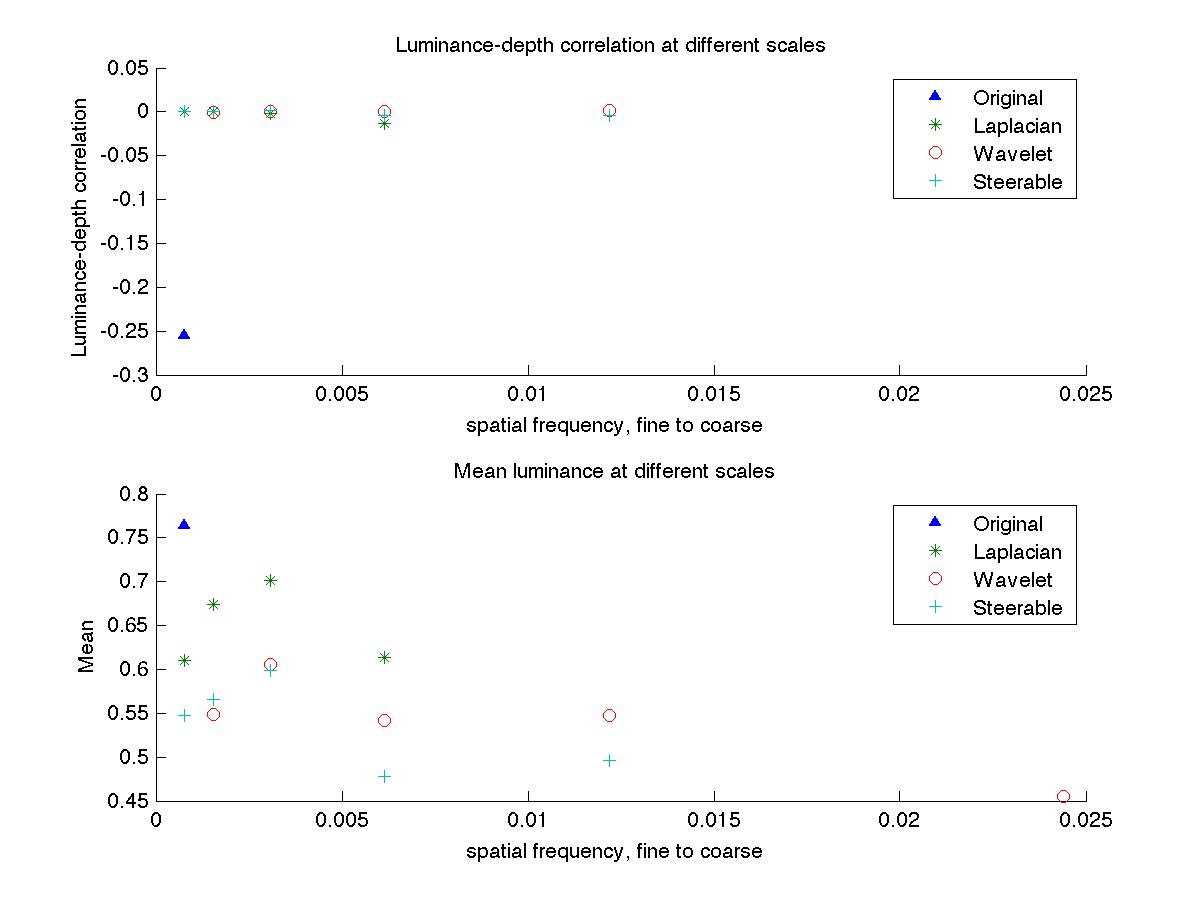 Luminance-depth correlation at different scales
0.05
0
-0.05
-0.1
-0.15
-0.2
-0.25
-0.3
Luminance-depth correlation
0 0.005 0.01 0.015 0.02 0.025
spatial frequency, fine to coarse
Original
Laplacian
Wavelet
Steerable
Mean luminance at different scales
0.8
0.75
0.7
0.65
0.6
0.55
0.5
0.45
Mean
0 0.005 0.01 0.015 0.02 0.025
spatial frequency, fine to coarse
Original
Laplacian
Wavelet
Steerable